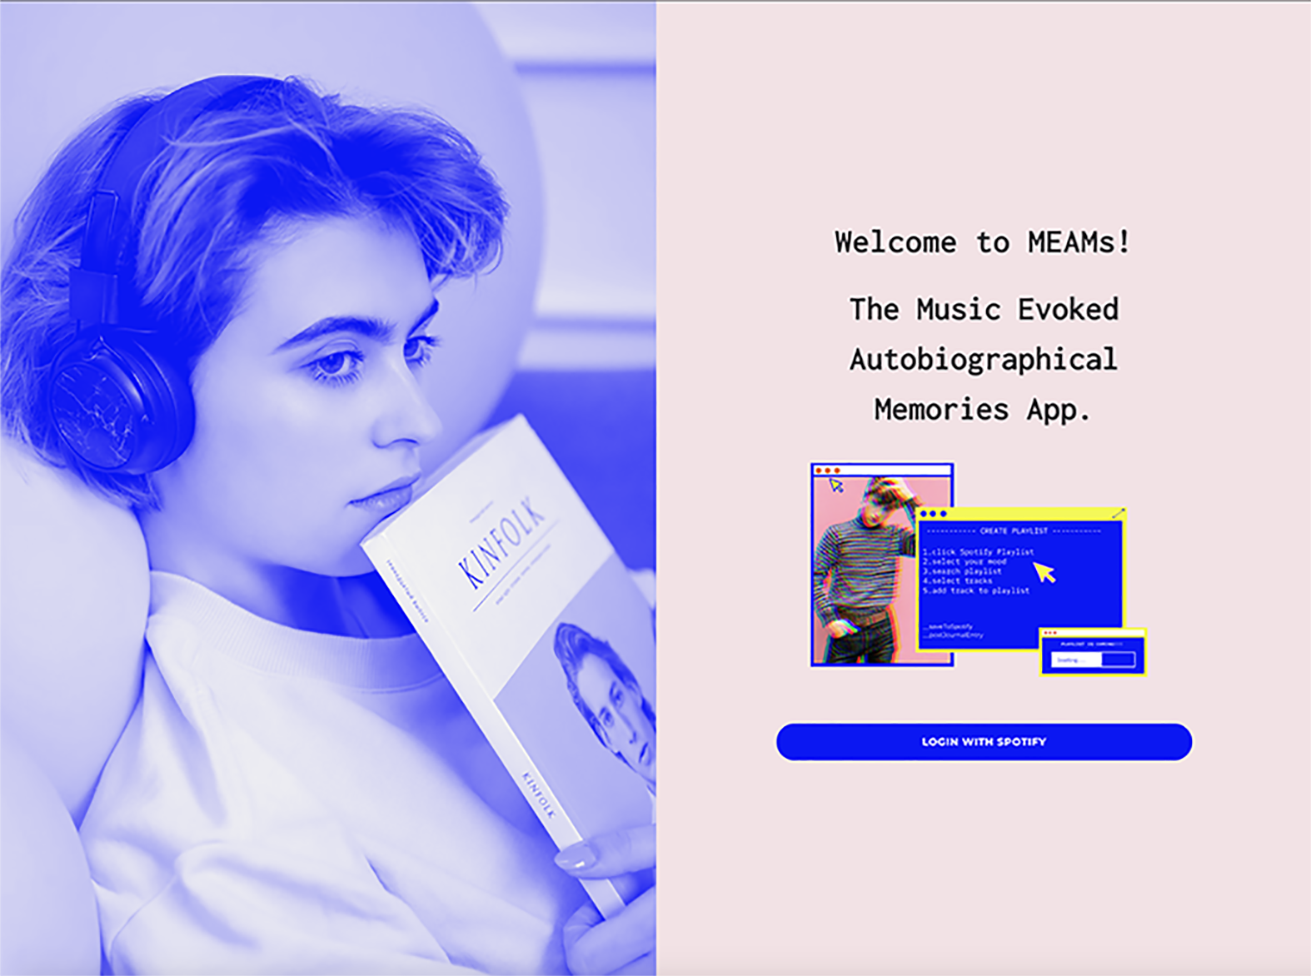 KINFOLK
KINFOLK
Welcome to MEAMs!
The Music Evoked
Autobiographical
Memories App.
CREATE PLAYLIST
1.click Spotify Playlist
2.select your mood
3.search playlist
4.select tracks
5.add track to playlist
_saveToSpotify
_postJournalEntry
Loading...
LOGIN WITH SPOTIFY